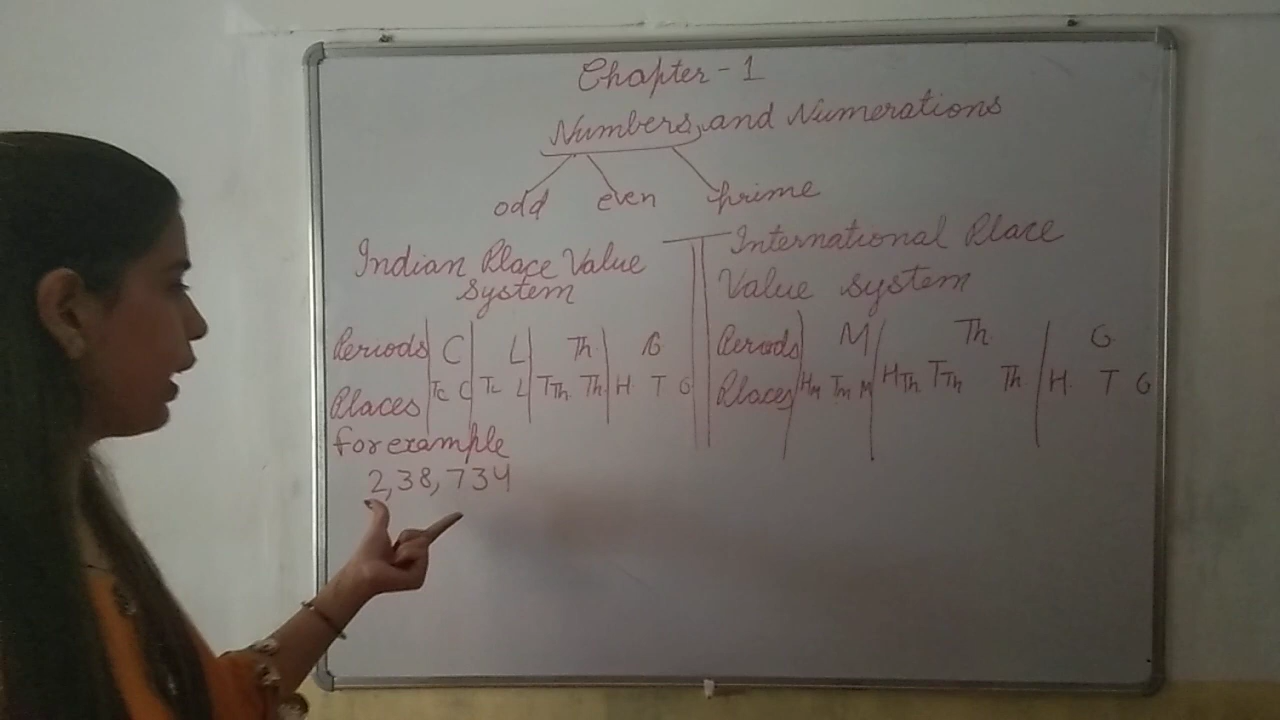 Chapter - 1
Numbers, and Numerations
odd even prime
Indian Place Value
System
Periods C L Th. G
Places Tc C Tc L TTh. Th. H T G
For example
2,38,734
International Place
Value System
Periods M Th. G.
Places Hm Tm M HTh TTh Th. H. T G